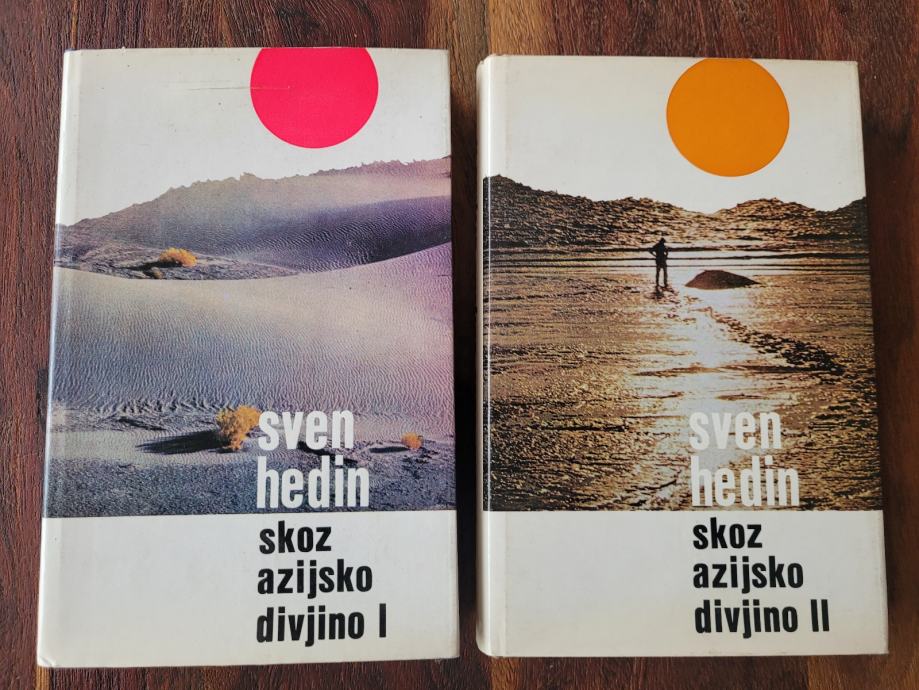 sven
hedin
skoz
azijsko
divjino I
sven
hedin
skoz
azijsko
divjino II